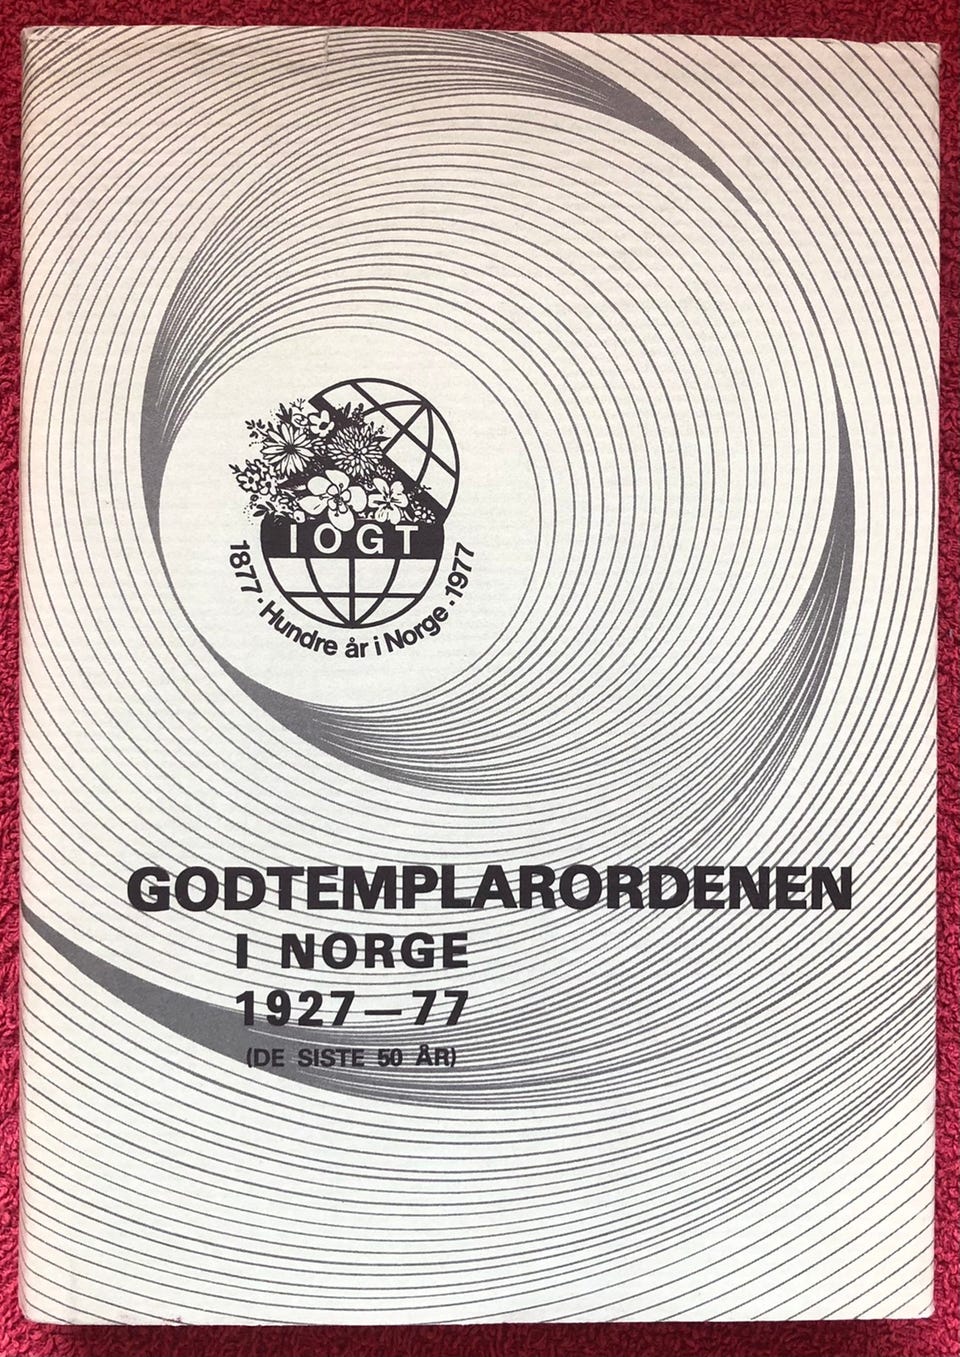 IOGT
1877 · Hundre år i Norge · 1977
GODTEMPLARORDENEN
I NORGE
1927—77
(DE SISTE 50 ÅR)